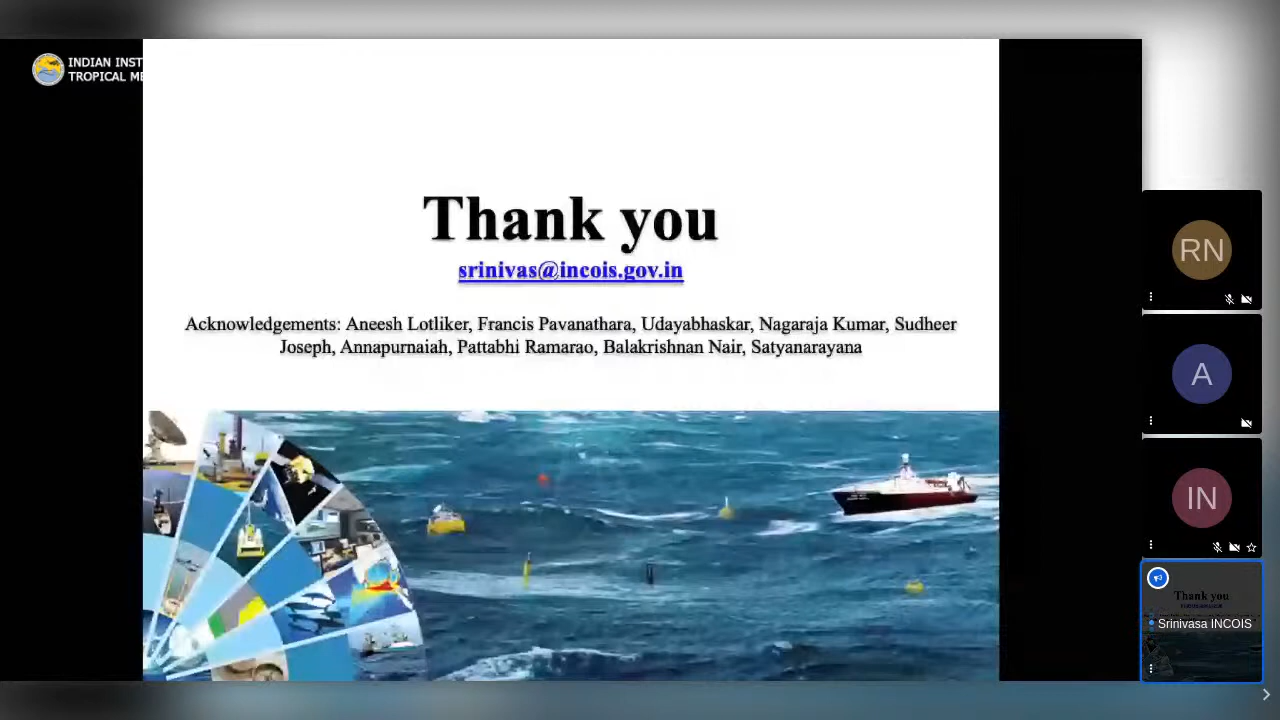 INDIAN INST
TROPICAL ME
Thank you
srinivas@incois.gov.in
Acknowledgements: Aneesh Lotliker, Francis Pavanathara, Udayabhaskar, Nagaraja Kumar, Sudheer
Joseph, Annapurnaiah, Pattabhi Ramarao, Balakrishnan Nair, Satyanarayana
RN
A
IN
Thank you
Srinivasa INCOIS